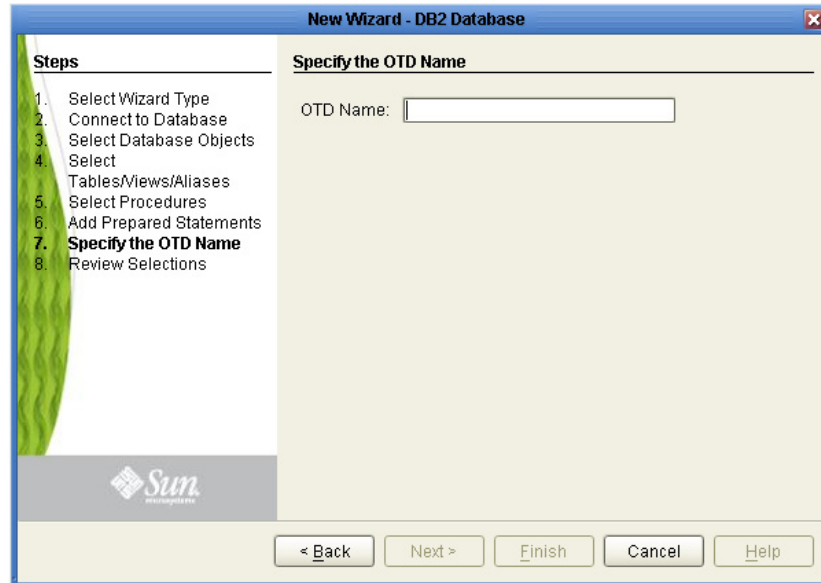 New Wizard - DB2 Database
Steps
1. Select Wizard Type
2. Connect to Database
3. Select Database Objects
4. Select
Tables/Views/Aliases
5. Select Procedures
6. Add Prepared Statements
7. Specify the OTD Name
8. Review Selections
Specify the OTD Name
OTD Name:
Sun
microsystems
< Back
Next >
Finish
Cancel
Help